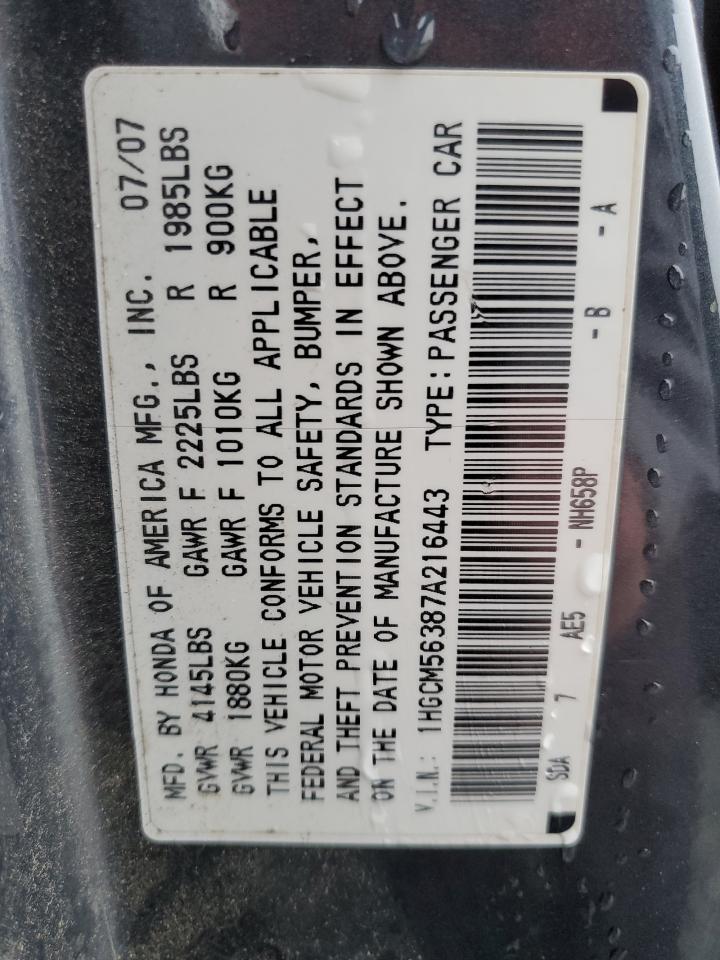 MFD. BY HONDA OF AMERICA MFG., INC. 07/07
GVWR 4145LBS GAWR F 2225LBS R 1985LBS
GVWR 1880KG GAWR F 1010KG R 900KG
THIS VEHICLE CONFORMS TO ALL APPLICABLE
FEDERAL MOTOR VEHICLE SAFETY, BUMPER,
AND THEFT PREVENTION STANDARDS IN EFFECT
ON THE DATE OF MANUFACTURE SHOWN ABOVE.
V.I.N.: 1HGCM56387A216443 TYPE: PASSENGER CAR
SDA 7 AE5 - NH658P - B - A